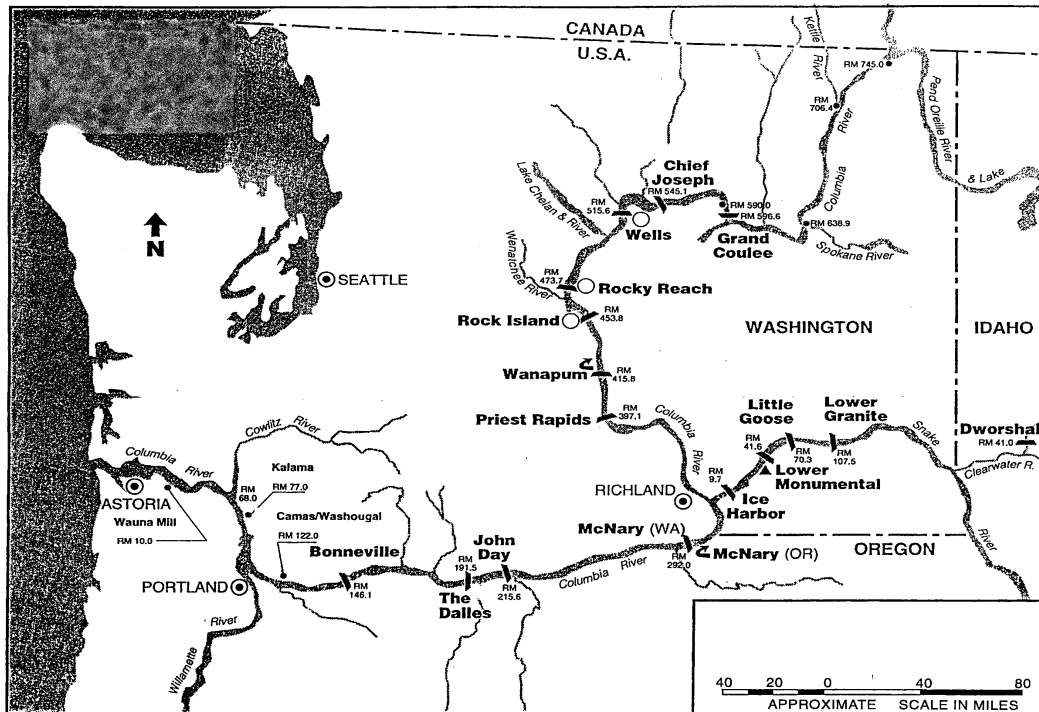 CANADA
U.S.A.
Kettle River
RM 745.0
RM
706.4
Pend Oreille River
& Lake
Columbia
River
Lake Chelan & River
Chief
Joseph
RM 545.1
RM
515.6
RM 590.0
RM 596.6
RM 638.9
Wells
Grand
Coulee
Spokane River
N
SEATTLE
Wenatchee
River
RM
473.7
Rocky Reach
Rock Island
RM
453.8
WASHINGTON
IDAHO
Wanapum
RM
415.8
Priest Rapids
RM
397.1
Columbia
River
Little
Goose
Lower
Granite
Snake
River
Dworshak
RM 41.0
Clearwater R.
RM
41.6
RM
70.3
RM
107.5
Lower
Monumental
RM
9.7
Ice
Harbor
RICHLAND
Cowlitz
River
Columbia
River
ASTORIA
Wauna Mill
RM 10.0
Kalama
RM
68.0
RM 77.0
Camas/Washougal
RM 122.0
Bonneville
RM
146.1
PORTLAND
John
Day
RM
191.5
The
Dalles
RM
215.6
Columbia
River
McNary (WA)
RM
292.0
McNary (OR)
OREGON
River
Willamette
40 20 0 40 80
APPROXIMATE SCALE IN MILES